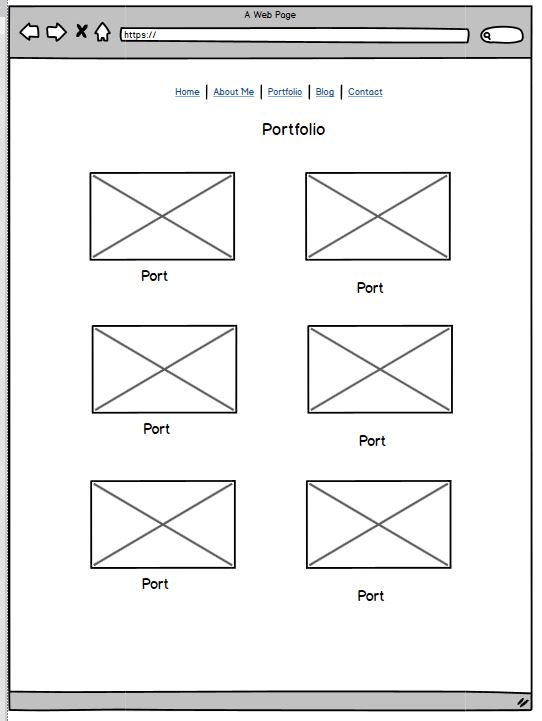 A Web Page
https://
Home | About Me | Portfolio | Blog | Contact
Portfolio
Port
Port
Port
Port
Port
Port